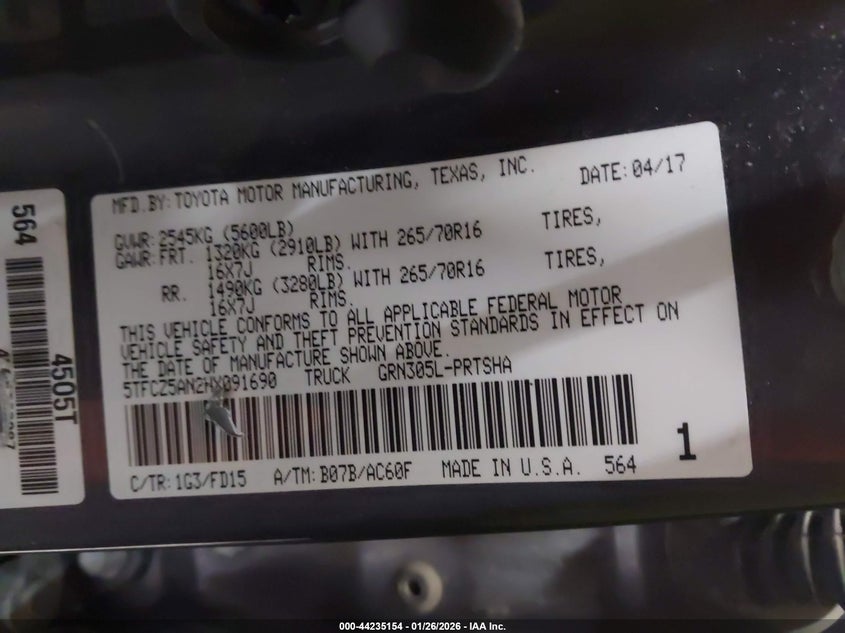 MFD.BY:TOYOTA MOTOR MANUFACTURING, TEXAS, INC. DATE:04/17
GVWR:2545KG (5600LB)
GAWR:FRT. 1320KG (2910LB) WITH 265/70R16 TIRES,
16X7J RIMS.
RR. 1490KG (3280LB) WITH 265/70R16 TIRES,
16X7J RIMS.
THIS VEHICLE CONFORMS TO ALL APPLICABLE FEDERAL MOTOR
VEHICLE SAFETY AND THEFT PREVENTION STANDARDS IN EFFECT ON
THE DATE OF MANUFACTURE SHOWN ABOVE.
5TFCZ5AN2HX091690 TRUCK GRN305L-PRTSHA
C/TR:1G3/FD15 A/TM:B07B/AC60F MADE IN U.S.A. 564
1
564
4505T
000-44235154 - 01/26/2026 - IAA Inc.